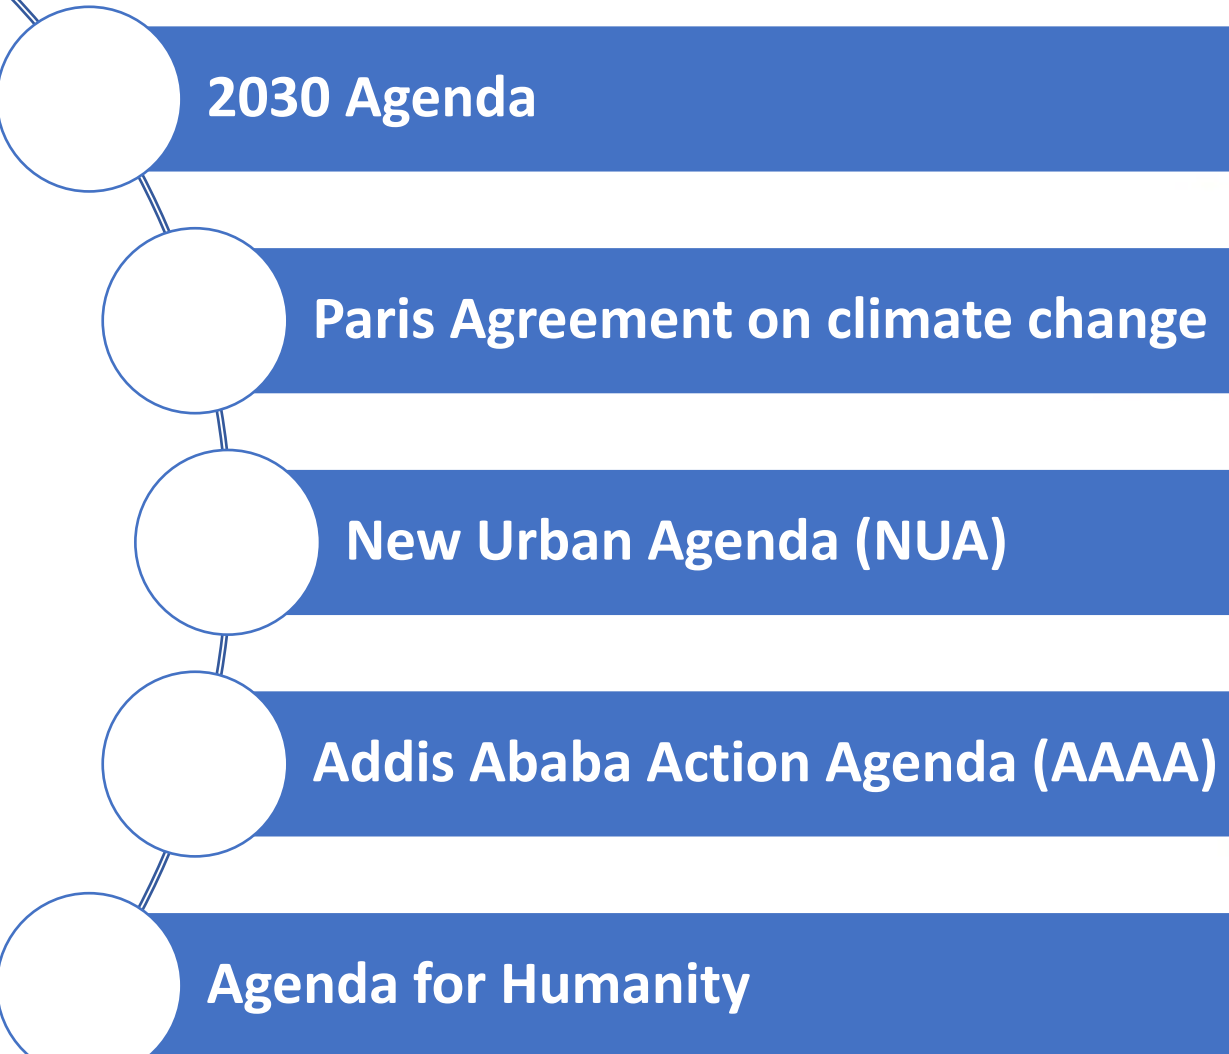 2030 Agenda
Paris Agreement on climate change
New Urban Agenda (NUA)
Addis Ababa Action Agenda (AAAA)
Agenda for Humanity